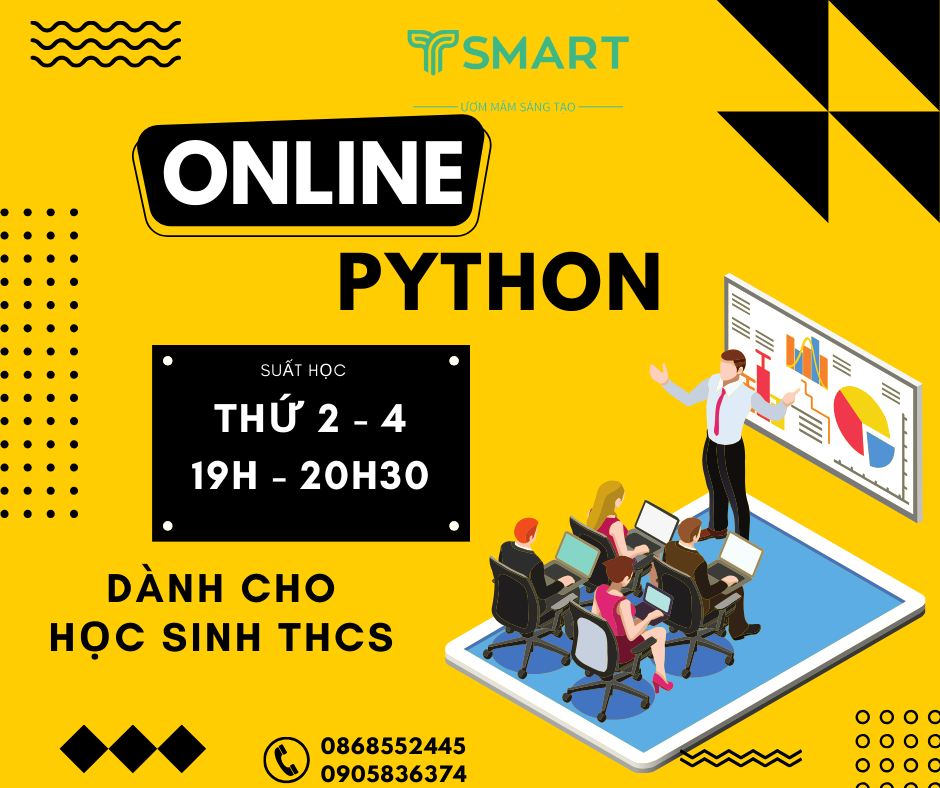 TSMART
ƯƠM MẦM SÁNG TẠO
ONLINE
PYTHON
SUẤT HỌC
THỨ 2 - 4
19H - 20H30
DÀNH CHO
HỌC SINH THCS
0868552445
0905836374